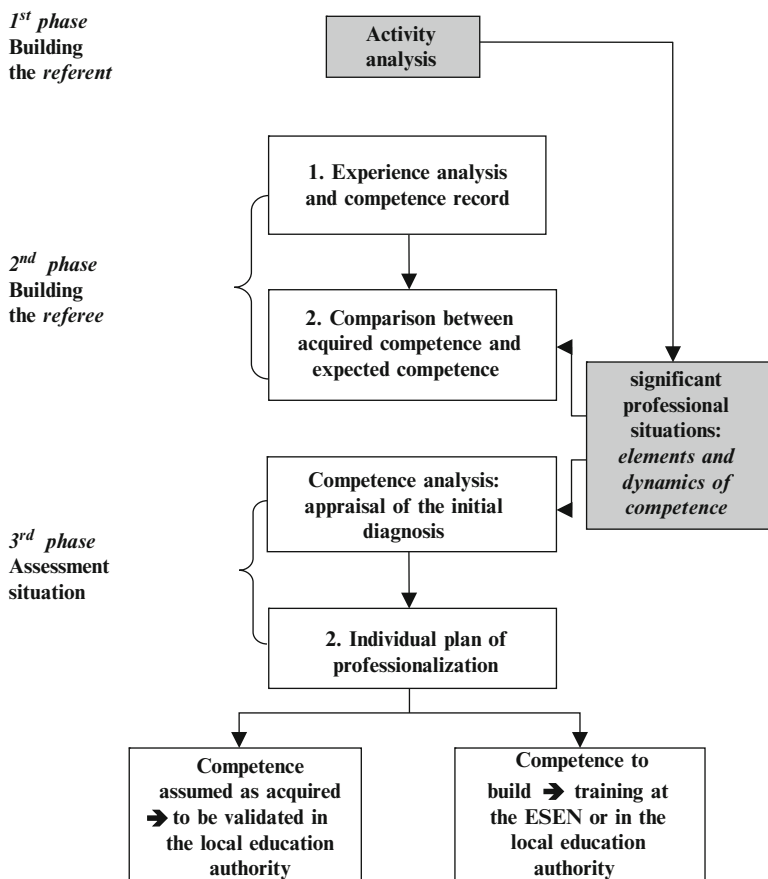 1st phase
Building
the referent
Activity
analysis
1. Experience analysis
and competence record
2nd phase
Building
the referee
2. Comparison between
acquired competence and
expected competence
significant
professional
situations:
elements and
dynamics of
competence
Competence analysis:
appraisal of the initial
diagnosis
3rd phase
Assessment
situation
2. Individual plan of
professionalization
Competence
assumed as acquired
➔ to be validated in
the local education
authority
Competence to
build ➔ training at
the ESEN or in the
local education
authority